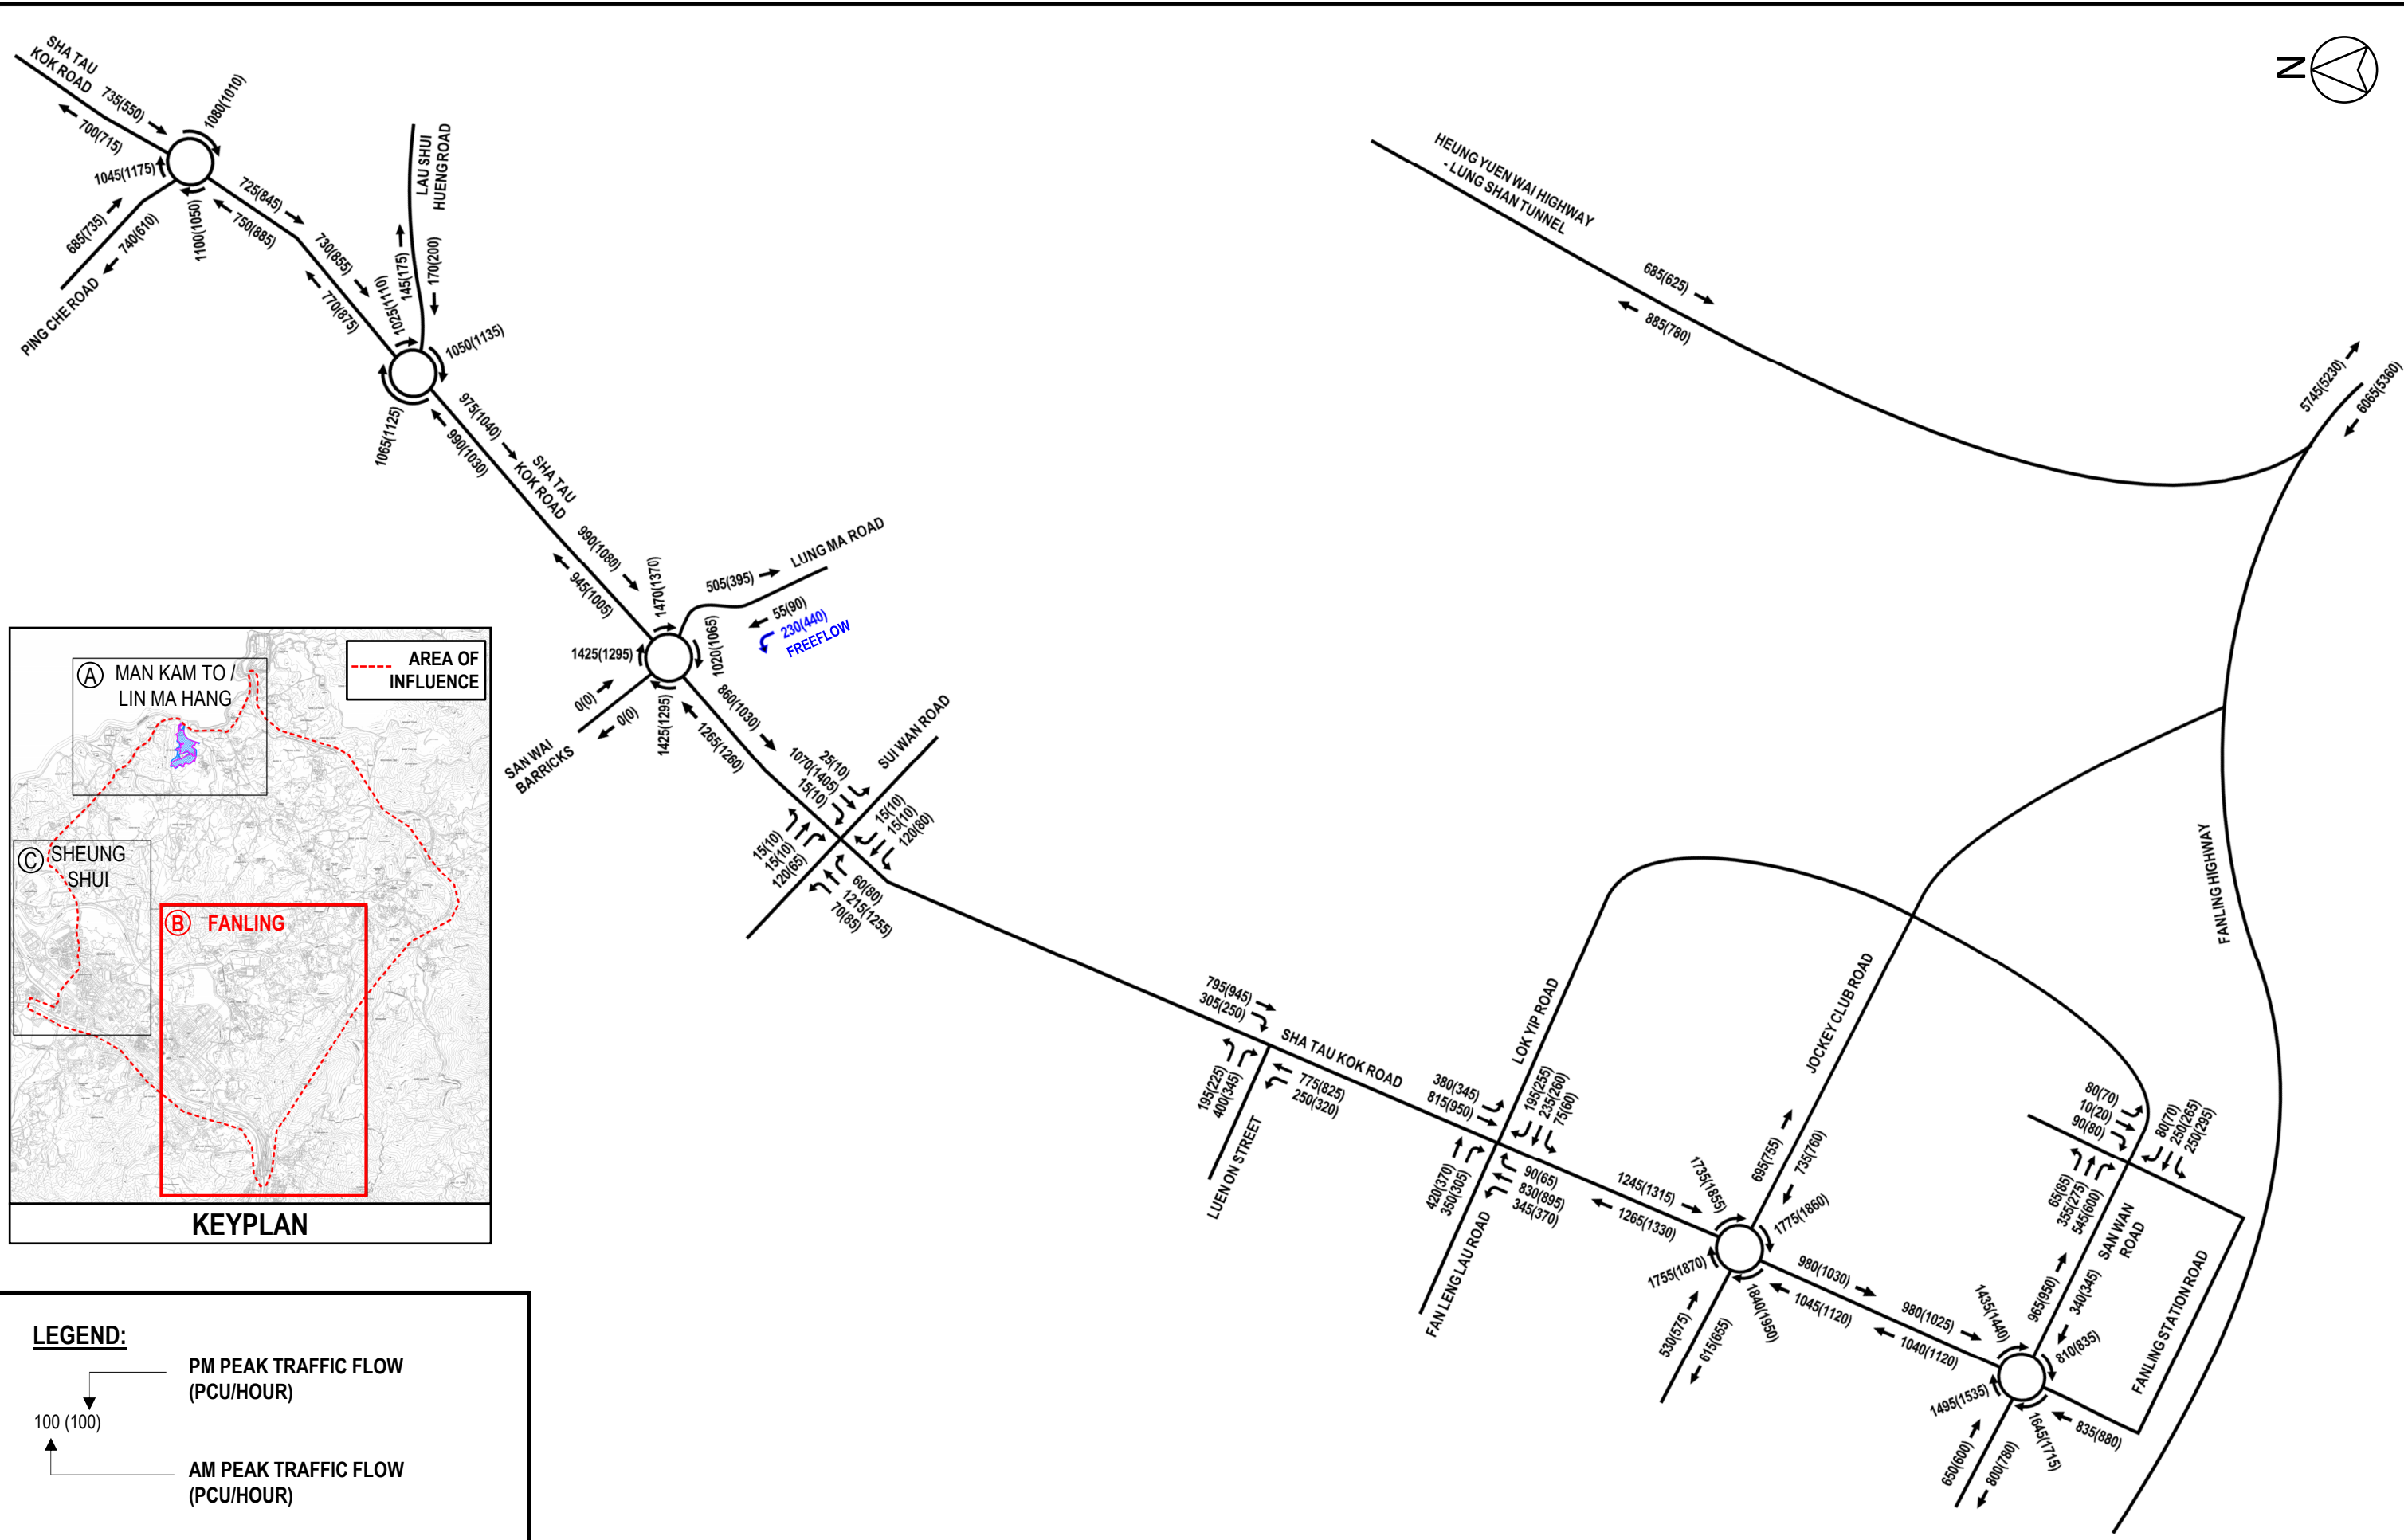 SHA TAU
KOK ROAD
735(550)
700(715)
1080(1010)
1045(1175)
685(735)
740(610)
1100(1050)
PING CHE ROAD
725(845)
750(885)
730(855)
770(875)
LAU SHUI
HUENG ROAD
145(175)
170(200)
1025(1110)
1050(1135)
1065(1125)
975(1040)
990(1030)
SHA TAU
KOK ROAD
990(1080)
945(1005)
1470(1370)
505(395)
LUNG MA ROAD
55(90)
230(440)
FREEFLOW
1020(1065)
1425(1295)
0(0)
0(0)
SAN WAI
BARRICKS
1425(1295)
860(1030)
1265(1260)
SUI WAN ROAD
25(10)
1070(1405)
15(10)
15(10)
15(10)
120(80)
15(10)
15(10)
120(65)
60(80)
1215(1255)
70(85)
N
HEUNG YUEN WAI HIGHWAY
- LUNG SHAN TUNNEL
685(625)
885(780)
5745(5230)
6065(5360)
FANLING HIGHWAY
795(945)
305(250)
195(225)
400(345)
775(825)
250(320)
LUEN ON STREET
SHA TAU KOK ROAD
LOK YIP ROAD
380(345)
815(950)
195(255)
235(260)
75(60)
420(370)
350(305)
90(65)
830(895)
345(370)
FAN LENG LAU ROAD
JOCKEY CLUB ROAD
1245(1315)
1265(1330)
1735(1855)
695(755)
735(760)
1775(1860)
1755(1870)
530(575)
615(655)
1840(1950)
980(1030)
1045(1120)
980(1025)
1040(1120)
80(70)
10(20)
90(80)
80(70)
250(265)
250(295)
65(85)
355(275)
545(600)
SAN WAN
ROAD
965(950)
340(345)
1435(1440)
810(835)
1495(1535)
650(600)
800(780)
1645(1715)
835(880)
FANLING STATION ROAD
AREA OF
INFLUENCE
A MAN KAM TO /
LIN MA HANG
C SHEUNG
SHUI
B FANLING
KEYPLAN
LEGEND:
PM PEAK TRAFFIC FLOW
(PCU/HOUR)
100 (100)
AM PEAK TRAFFIC FLOW
(PCU/HOUR)